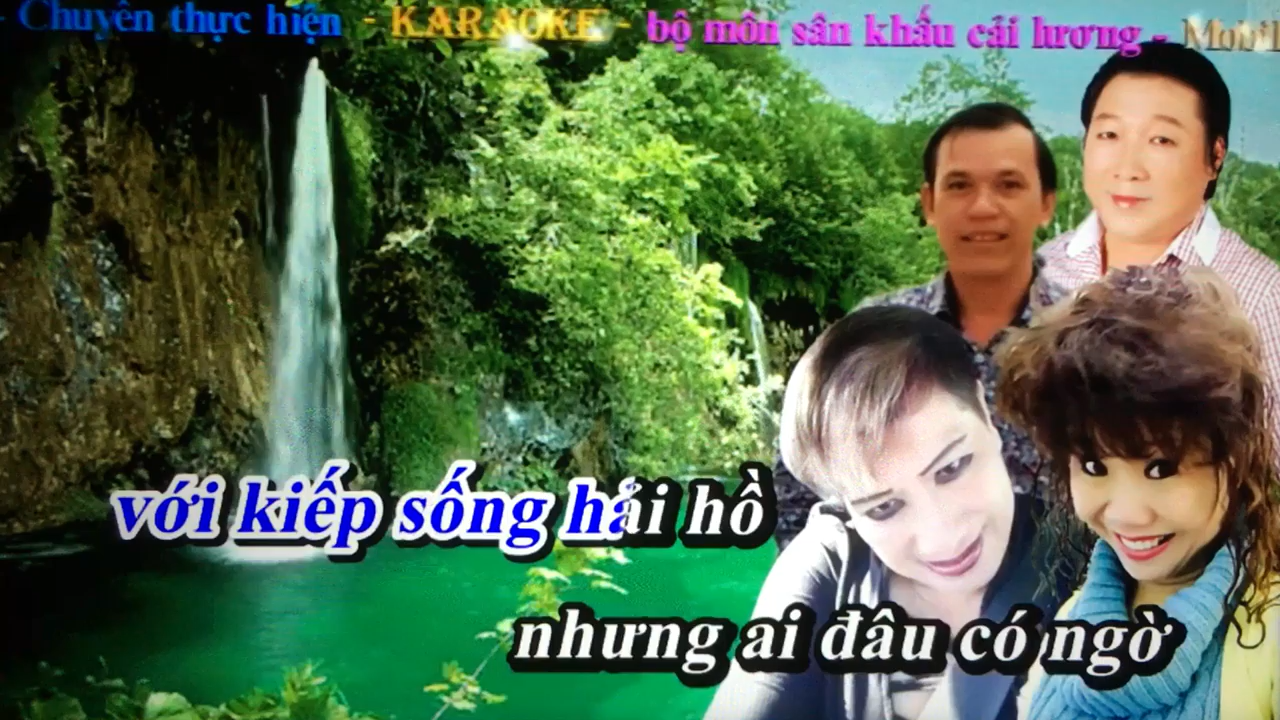 - Chuyên thực hiện - KARAOKE - bộ môn sân khấu cải lương - Mobil
với kiếp sống hải hồ
nhưng ai đâu có ngờ